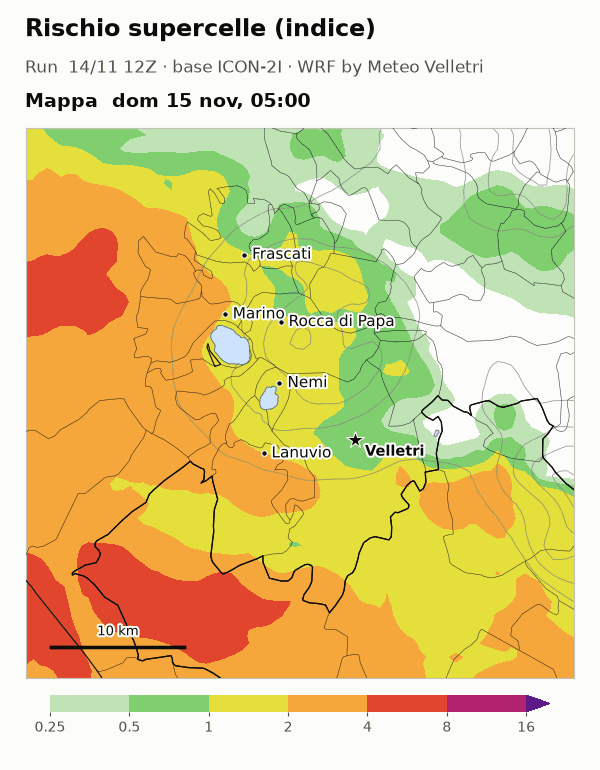 Rischio supercelle (indice)
Run  14/11 12Z · base ICON-2I · WRF by Meteo Velletri
Mappa  dom 15 nov, 05:00
Frascati
Marino
Rocca di Papa
Nemi
Velletri
Lanuvio
10 km
0.25 0.5 1 2 4 8 16